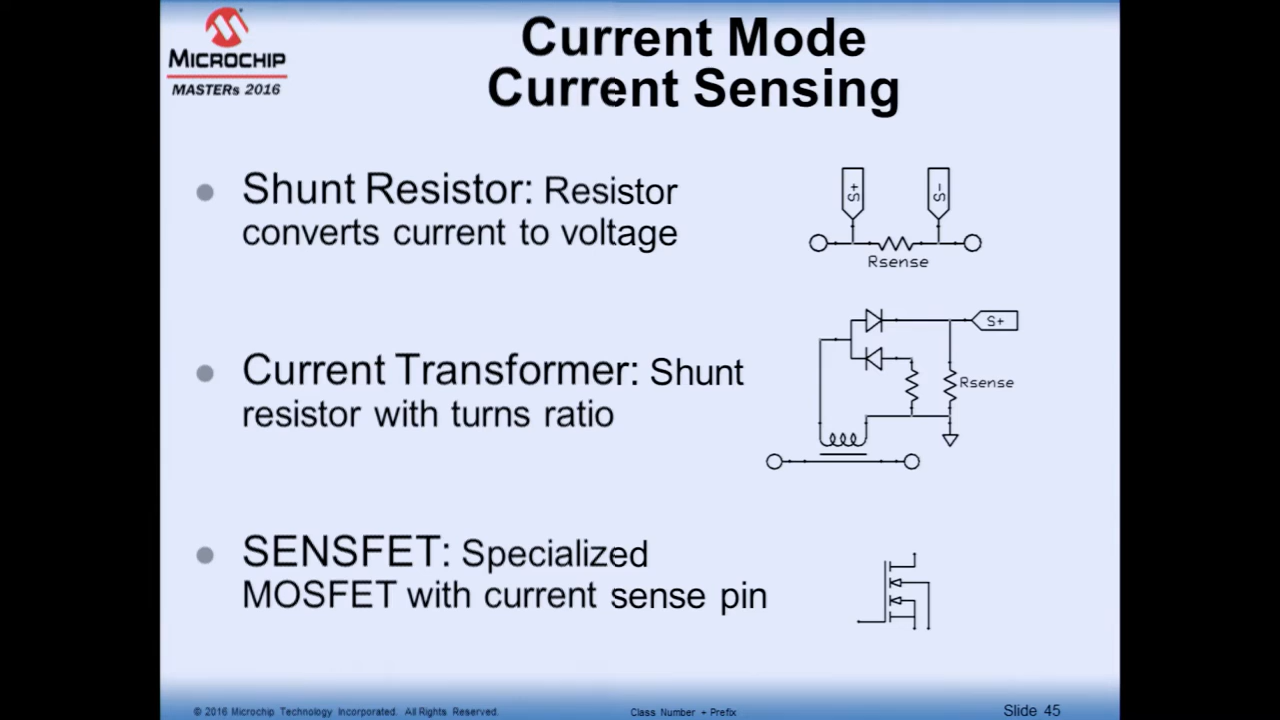 MICROCHIP
MASTERs 2016
Current Mode
Current Sensing
Shunt Resistor: Resistor
converts current to voltage
S+
S-
Rsense
Current Transformer: Shunt
resistor with turns ratio
S+
Rsense
SENSFET: Specialized
MOSFET with current sense pin
© 2016 Microchip Technology Incorporated. All Rights Reserved.
Class Number + Prefix
Slide 45